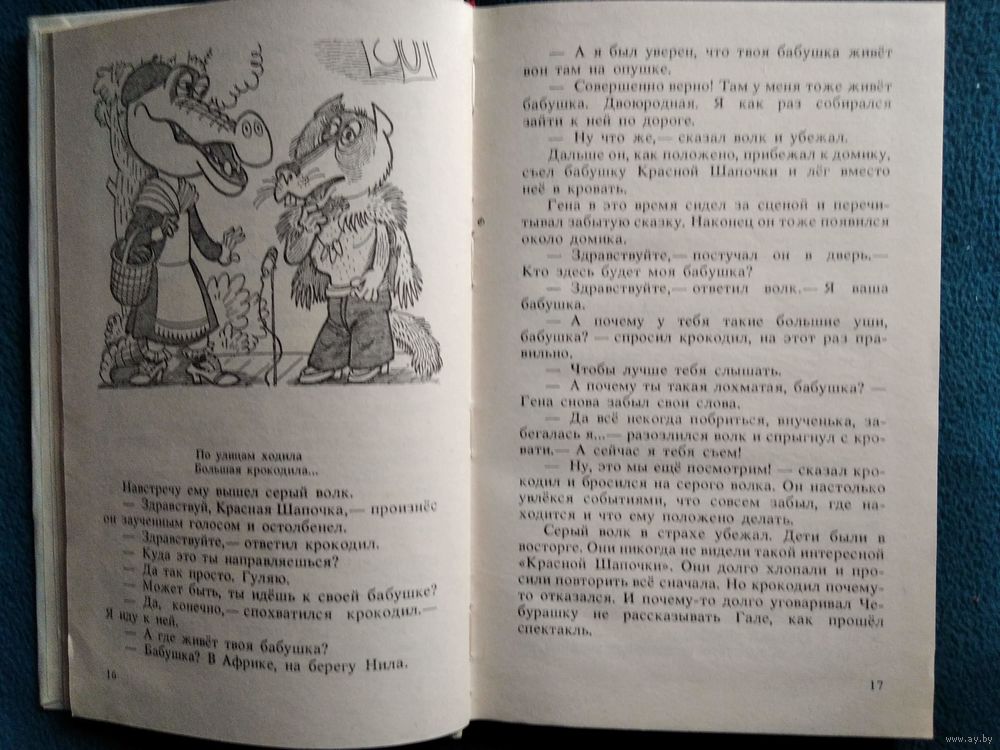 По улицам ходила
Большая крокодила...
Навстречу ему вышел серый волк.
— Здравствуй, Красная Шапочка,— произнёс
он заученным голосом и остолбенел.
— Здравствуйте,— ответил крокодил.
— Куда это ты направляешься?
— Да так просто. Гуляю.
— Может быть, ты идёшь к своей бабушке?
— Да, конечно,— спохватился крокодил.—
Я иду к ней.
— А где живёт твоя бабушка?
— Бабушка? В Африке, на берегу Нила.
16
— А я был уверен, что твоя бабушка живёт
вон там на опушке.
— Совершенно верно! Там у меня тоже живёт
бабушка. Двоюродная. Я как раз собирался
зайти к ней по дороге.
— Ну что же,— сказал волк и убежал.
Дальше он, как положено, прибежал к домику,
съел бабушку Красной Шапочки и лёг вместо
неё в кровать.
Гена в это время сидел за сценой и перечи-
тывал забытую сказку. Наконец он тоже появился
около домика.
— Здравствуйте,— постучал он в дверь.—
Кто здесь будет моя бабушка?
— Здравствуйте,— ответил волк.— Я ваша
бабушка.
— А почему у тебя такие большие уши,
бабушка? — спросил крокодил, на этот раз пра-
вильно.
— Чтобы лучше тебя слышать.
— А почему ты такая лохматая, бабушка? —
Гена снова забыл свои слова.
— Да всё некогда побриться, внученька, за-
бегалась я...— разозлился волк и спрыгнул с кро-
вати.— А сейчас я тебя съем!
— Ну, это мы ещё посмотрим! — сказал кро-
кодил и бросился на серого волка. Он настолько
увлёкся событиями, что совсем забыл, где на-
ходится и что ему положено делать.
Серый волк в страхе убежал. Дети были в
восторге. Они никогда не видели такой интересной
«Красной Шапочки». Они долго хлопали и про-
сили повторить всё сначала. Но крокодил почему-
то отказался. И почему-то долго уговаривал Че-
бурашку не рассказывать Гале, как прошёл
спектакль.
17
www.ay.by